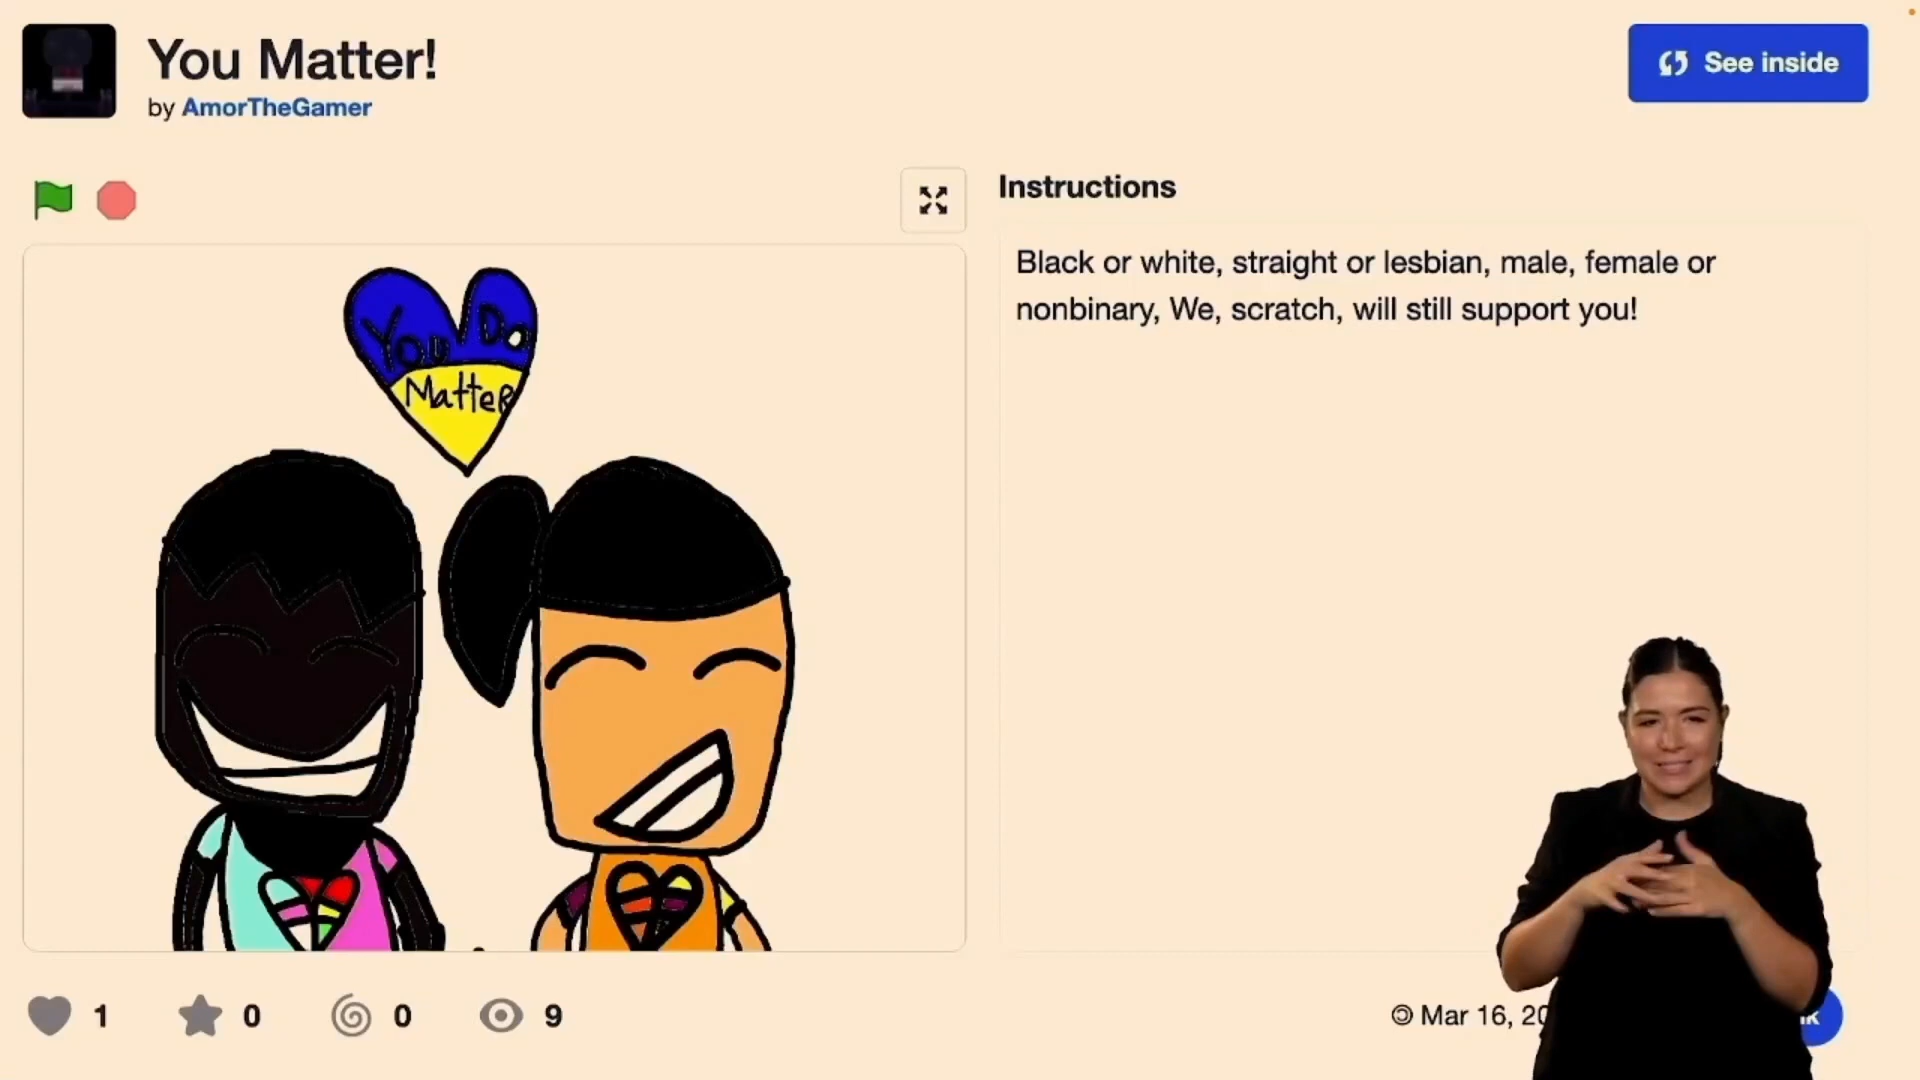 You Matter!
by AmorTheGamer
See inside
Instructions
Black or white, straight or lesbian, male, female or
nonbinary, We, scratch, will still support you!
You Do
Matter
1
0
0
9
Mar 16, 20